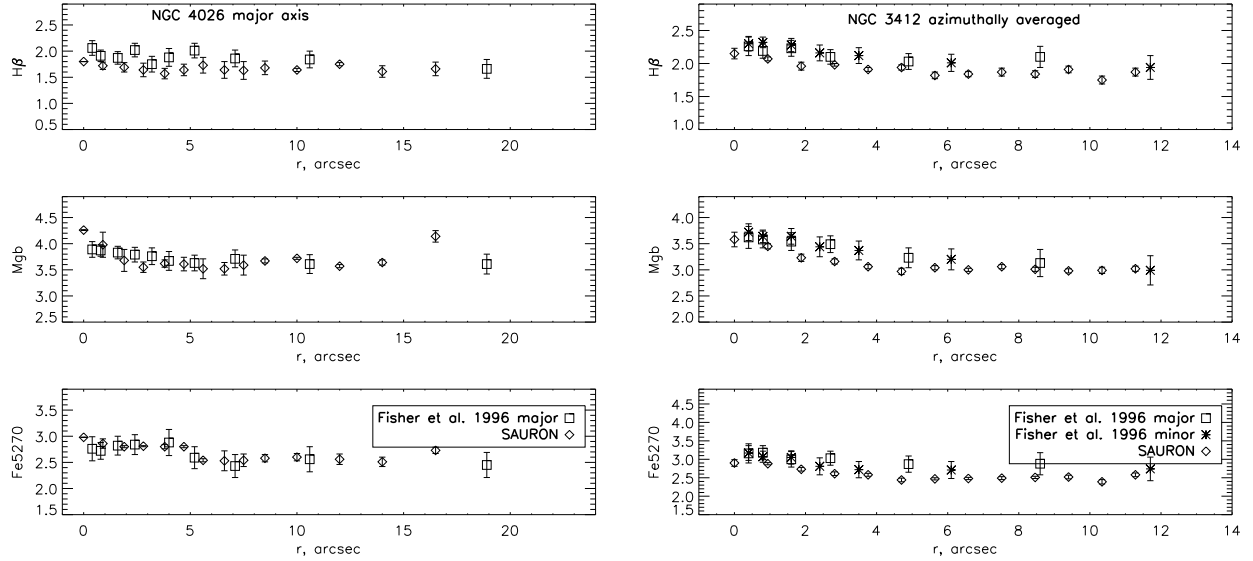 NGC 4026 major axis
2.5
2.0
1.5
1.0
0.5
Hβ
0 5 10 15 20
r, arcsec
4.5
4.0
3.5
3.0
2.5
Mgb
0 5 10 15 20
r, arcsec
3.5
3.0
2.5
2.0
1.5
Fe5270
Fisher et al. 1996 major
SAURON
0 5 10 15 20
r, arcsec
NGC 3412 azimuthally averaged
2.5
2.0
1.5
1.0
Hβ
0 2 4 6 8 10 12 14
r, arcsec
4.0
3.5
3.0
2.5
2.0
Mgb
0 2 4 6 8 10 12 14
r, arcsec
4.5
4.0
3.5
3.0
2.5
2.0
1.5
Fe5270
Fisher et al. 1996 major
Fisher et al. 1996 minor
SAURON
0 2 4 6 8 10 12 14
r, arcsec